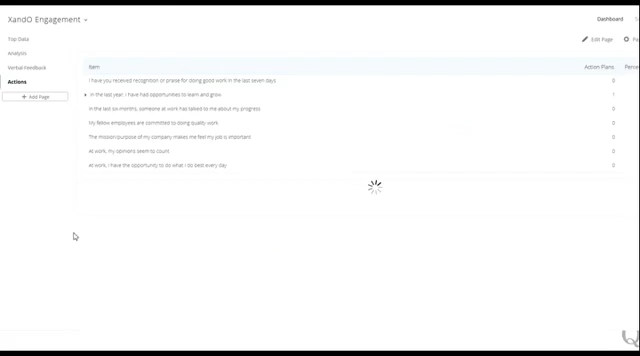 XandO Engagement
Dashboard
Top Data
Edit Page
Analysis
Verbal Feedback
Item
Action Plans
Actions
I have you received recognition or praise for doing good work in the last seven days
0
+ Add Page
In the last year, I have had opportunities to learn and grow
1
In the last six months, someone at work has talked to me about my progress
0
My fellow employees are committed to doing quality work
0
The mission/purpose of my company makes me feel my job is important
0
At work, my opinions seem to count
0
At work, I have the opportunity to do what I do best every day
0